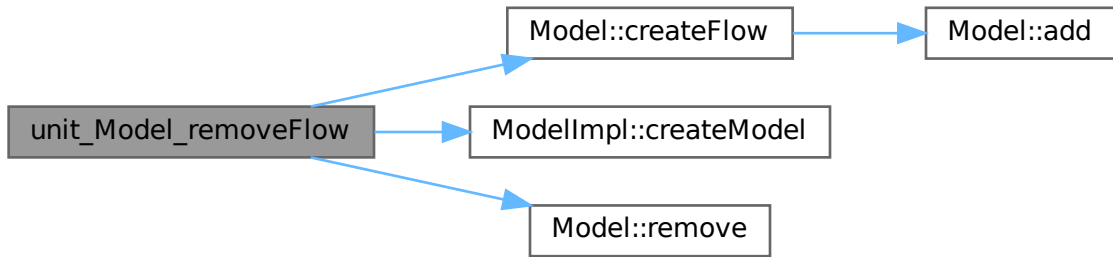 Model::createFlow
Model::add
unit_Model_removeFlow
ModelImpl::createModel
Model::remove